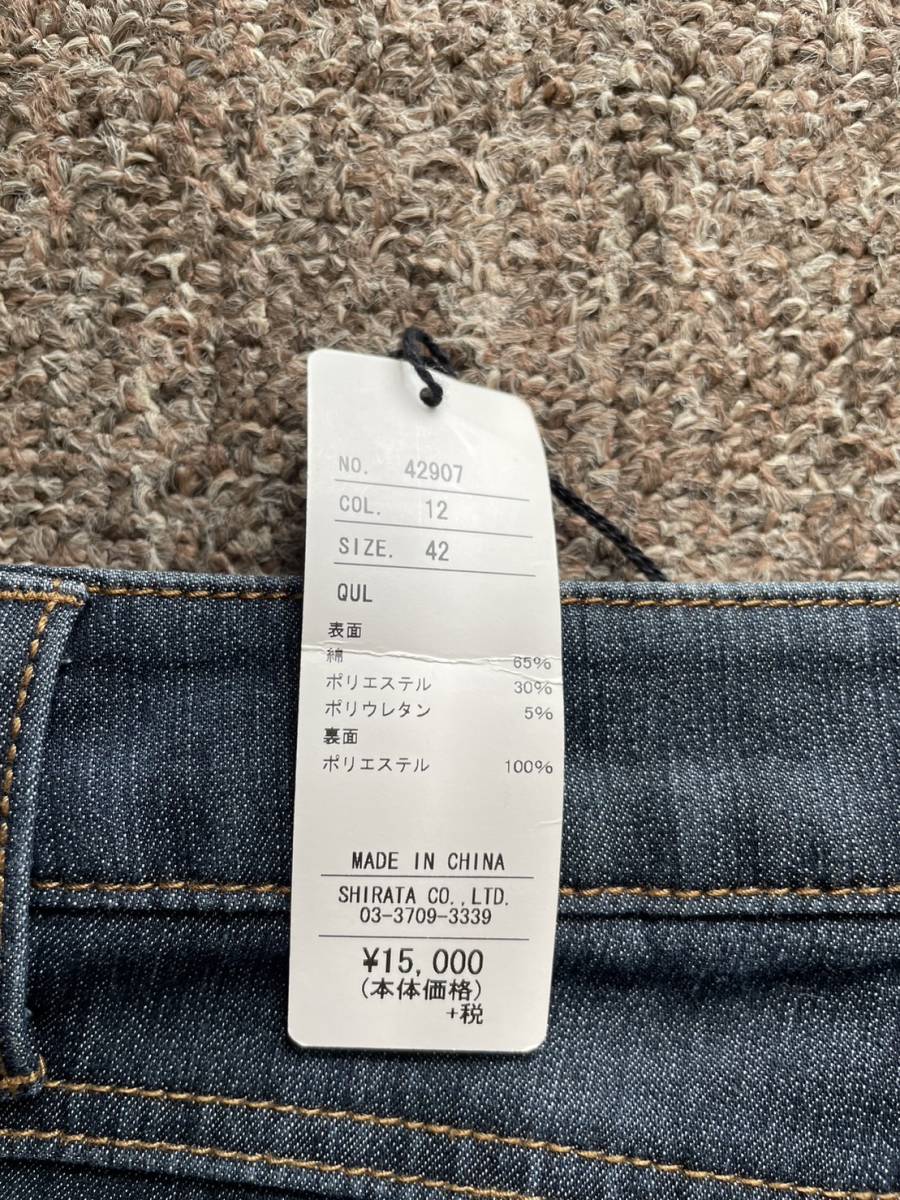 NO. 42907
COL. 12
SIZE. 42
QUL
表面
綿 65%
ポリエステル 30%
ポリウレタン 5%
裏面
ポリエステル 100%
MADE IN CHINA
SHIRATA CO.,LTD.
03-3709-3339
¥15,000
(本体価格)
+税